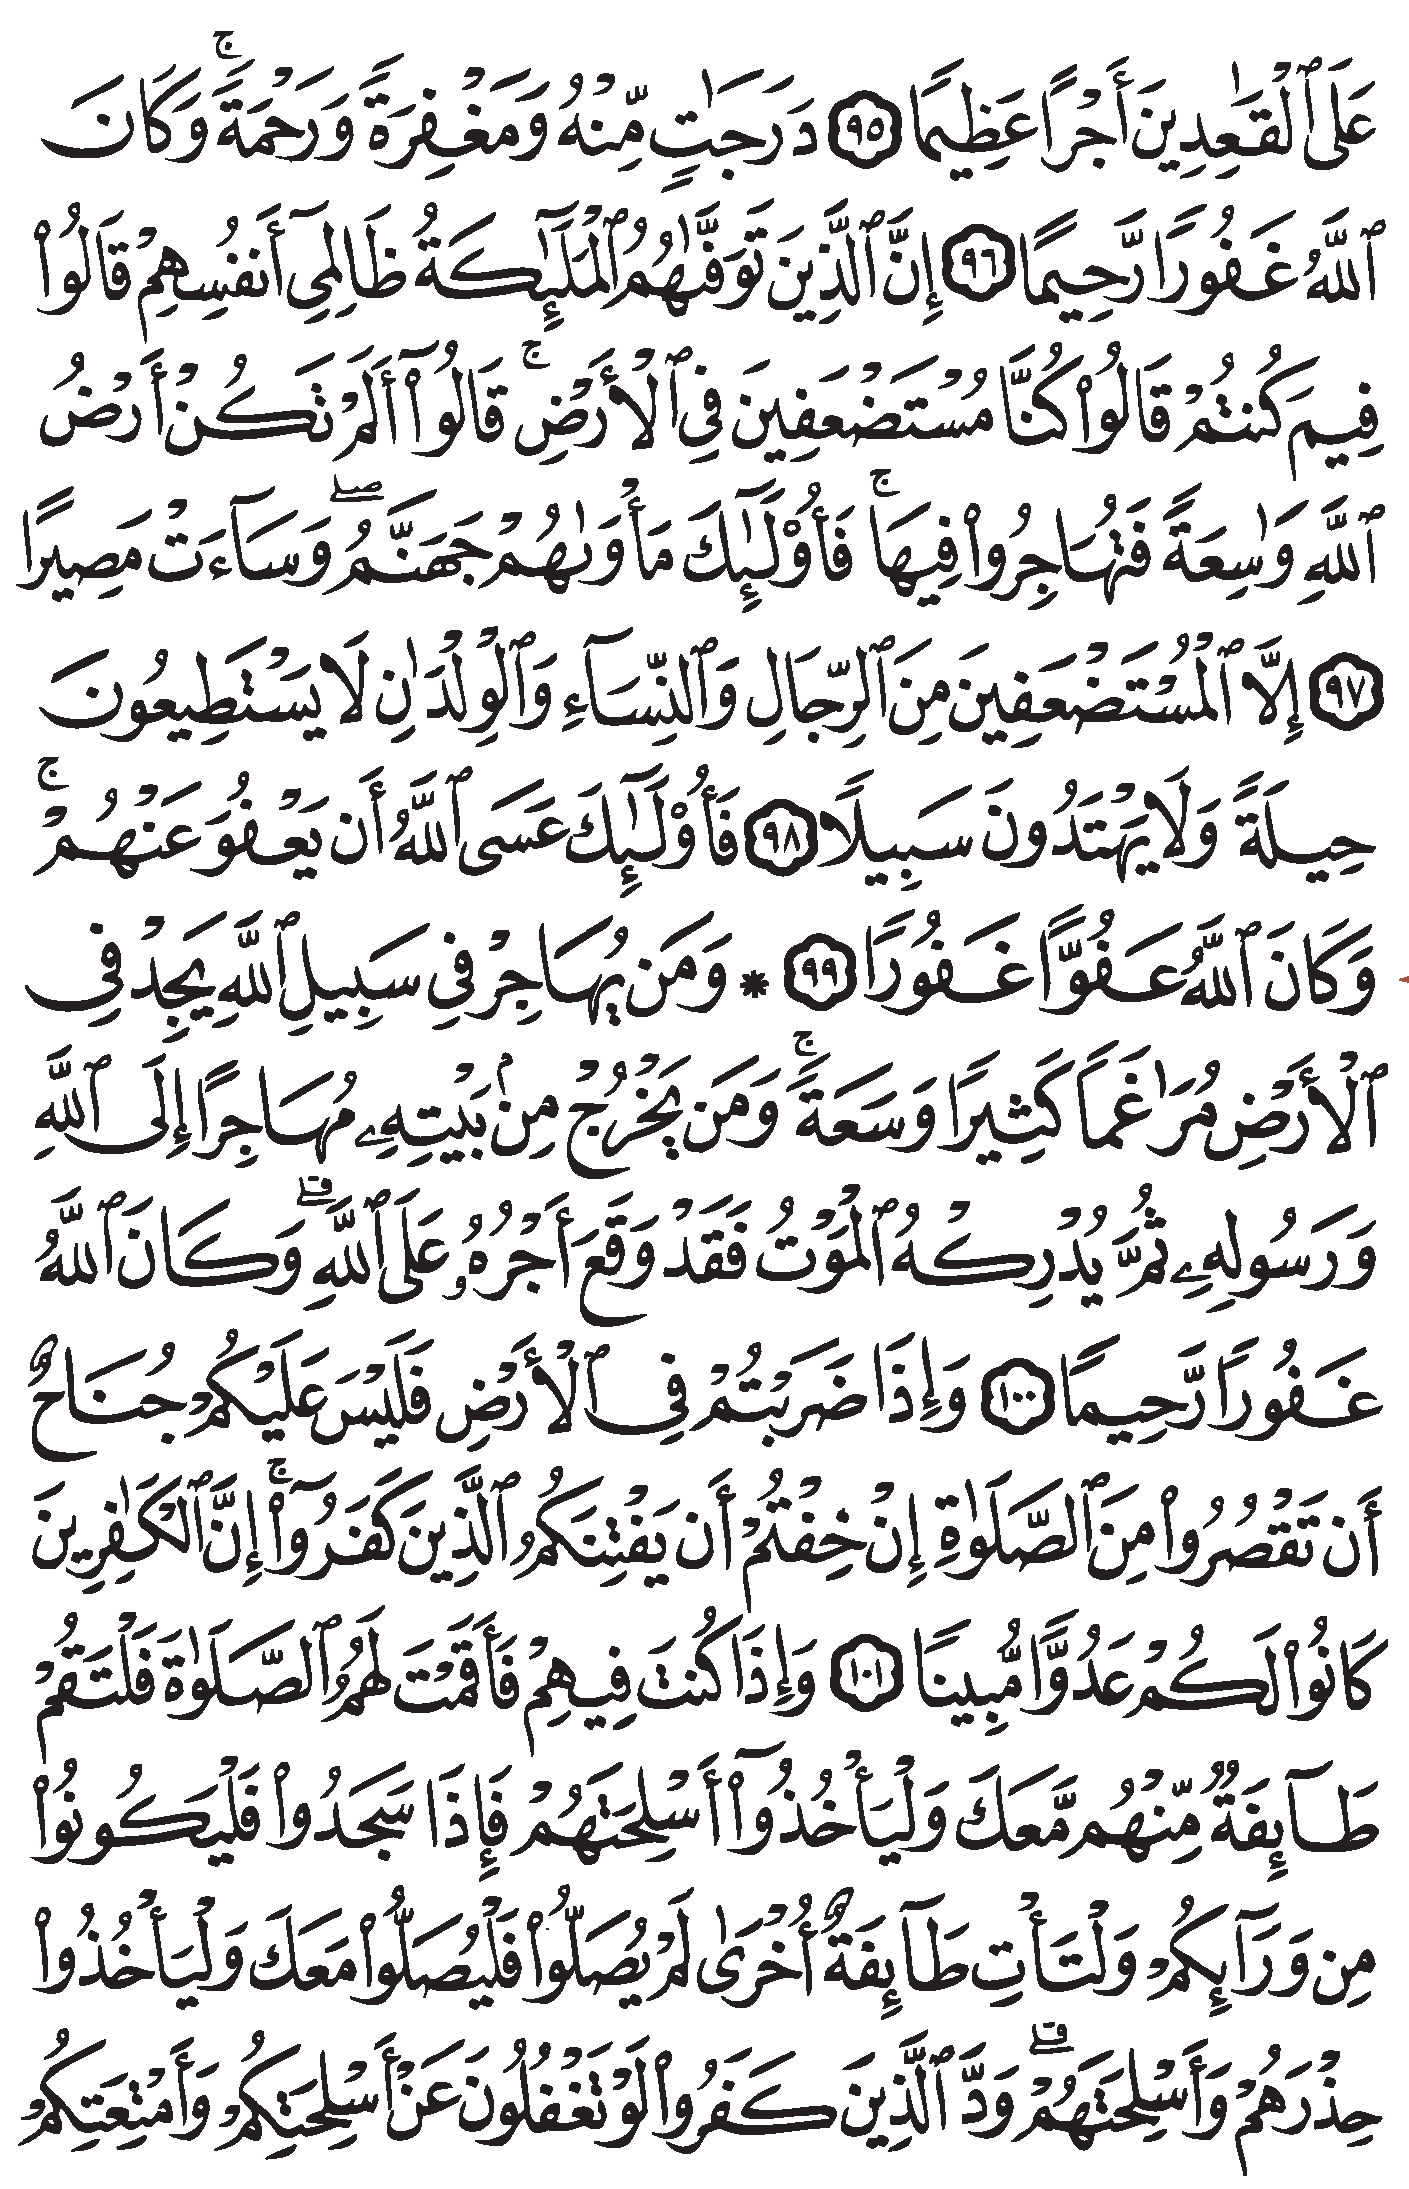 عَلَى ٱلْقَٰعِدِينَ أَجْرًا عَظِيمًا ٩٥ دَرَجَٰتٍ مِّنْهُ وَمَغْفِرَةً وَرَحْمَةً ۚ وَكَانَ
ٱللَّهُ غَفُورًا رَّحِيمًا ٩٦ إِنَّ ٱلَّذِينَ تَوَفَّىٰهُمُ ٱلْمَلَٰٓئِكَةُ ظَالِمِىٓ أَنفُسِهِمْ قَالُوا۟
فِيمَ كُنتُمْ قَالُوا۟ كُنَّا مُسْتَضْعَفِينَ فِى ٱلْأَرْضِ ۚ قَالُوٓا۟ أَلَمْ تَكُنْ أَرْضُ
ٱللَّهِ وَٰسِعَةً فَتُهَاجِرُوا۟ فِيهَا ۚ فَأُو۟لَٰٓئِكَ مَأْوَىٰهُمْ جَهَنَّمُ ۖ وَسَآءَتْ مَصِيرًا
٩٧ إِلَّا ٱلْمُسْتَضْعَفِينَ مِنَ ٱلرِّجَالِ وَٱلنِّسَآءِ وَٱلْوِلْدَٰنِ لَا يَسْتَطِيعُونَ
حِيلَةً وَلَا يَهْتَدُونَ سَبِيلًا ٩٨ فَأُو۟لَٰٓئِكَ عَسَى ٱللَّهُ أَن يَعْفُوَ عَنْهُمْ ۚ
وَكَانَ ٱللَّهُ عَفُوًّا غَفُورًا ٩٩ * وَمَن يُهَاجِرْ فِى سَبِيلِ ٱللَّهِ يَجِدْ فِى
ٱلْأَرْضِ مُرَٰغَمًا كَثِيرًا وَسَعَةً ۚ وَمَن يَخْرُجْ مِنۢ بَيْتِهِۦ مُهَاجِرًا إِلَى ٱللَّهِ
وَرَسُولِهِۦ ثُمَّ يُدْرِكْهُ ٱلْمَوْتُ فَقَدْ وَقَعَ أَجْرُهُۥ عَلَى ٱللَّهِ ۗ وَكَانَ ٱللَّهُ
غَفُورًا رَّحِيمًا ١٠٠ وَإِذَا ضَرَبْتُمْ فِى ٱلْأَرْضِ فَلَيْسَ عَلَيْكُمْ جُنَاحٌ
أَن تَقْصُرُوا۟ مِنَ ٱلصَّلَوٰةِ إِنْ خِفْتُمْ أَن يَفْتِنَكُمُ ٱلَّذِينَ كَفَرُوٓا۟ ۚ إِنَّ ٱلْكَٰفِرِينَ
كَانُوا۟ لَكُمْ عَدُوًّا مُّبِينًا ١٠١ وَإِذَا كُنتَ فِيهِمْ فَأَقَمْتَ لَهُمُ ٱلصَّلَوٰةَ فَلْتَقُمْ
طَآئِفَةٌ مِّنْهُم مَّعَكَ وَلْيَأْخُذُوٓا۟ أَسْلِحَتَهُمْ فَإِذَا سَجَدُوا۟ فَلْيَكُونُوا۟
مِن وَرَآئِكُمْ وَلْتَأْتِ طَآئِفَةٌ أُخْرَىٰ لَمْ يُصَلُّوا۟ فَلْيُصَلُّوا۟ مَعَكَ وَلْيَأْخُذُوا۟
حِذْرَهُمْ وَأَسْلِحَتَهُمْ ۗ وَدَّ ٱلَّذِينَ كَفَرُوا۟ لَوْ تَغْفُلُونَ عَنْ أَسْلِحَتِكُمْ وَأَمْتِعَتِكُمْ